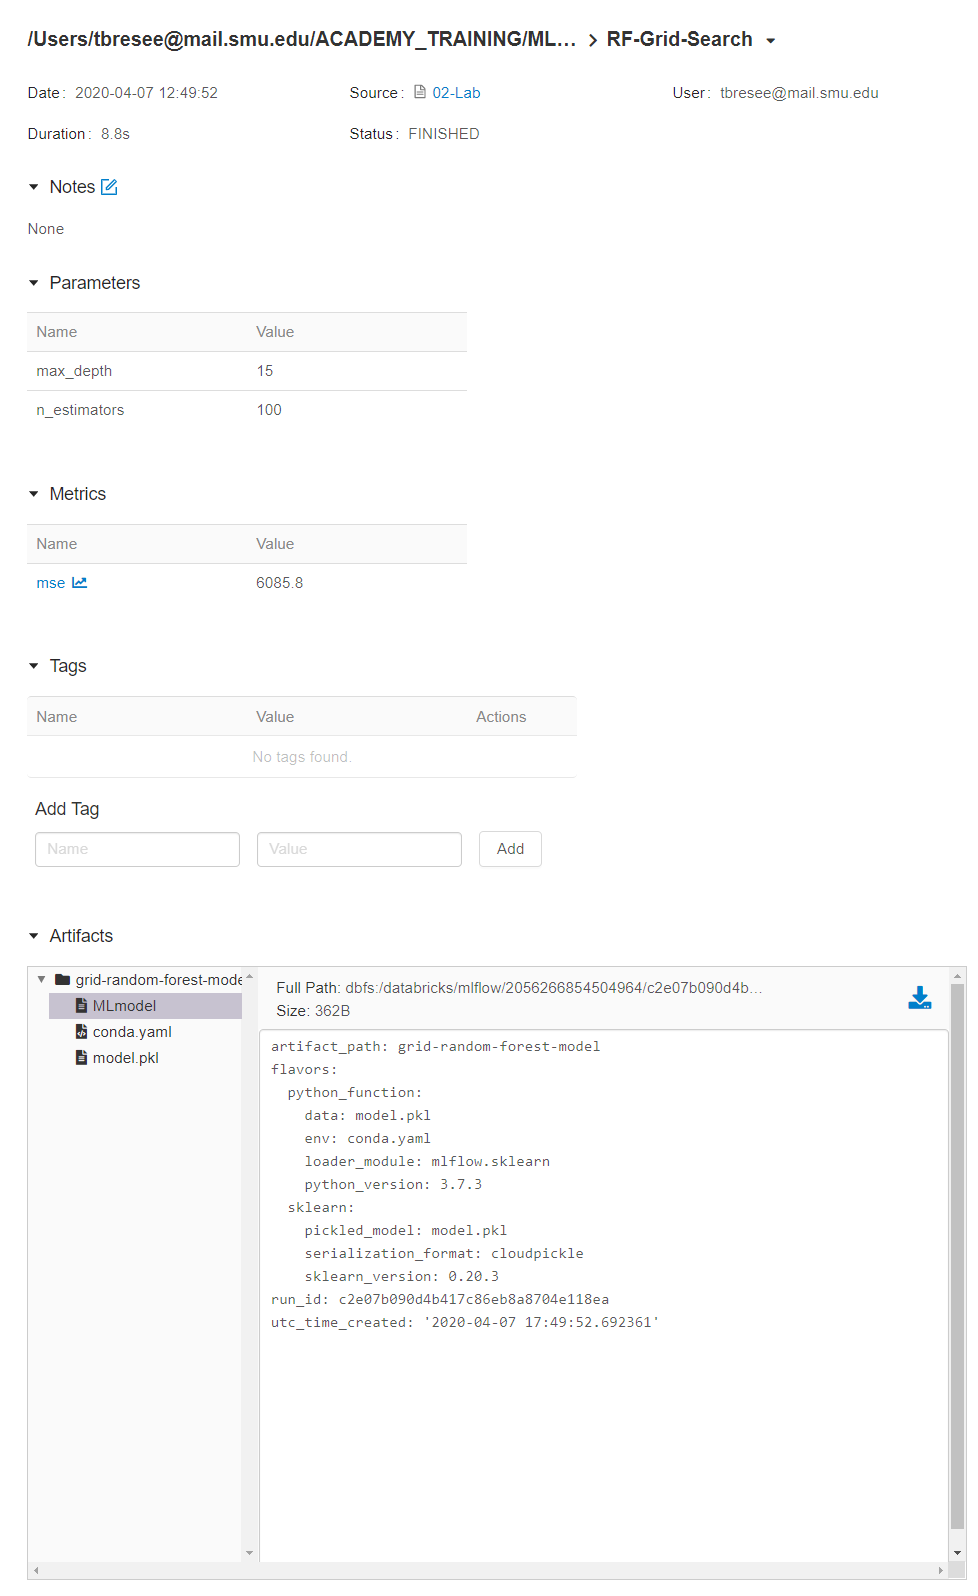 /Users/tbresee@mail.smu.edu/ACADEMY_TRAINING/ML... > RF-Grid-Search
Date: 2020-04-07 12:49:52 Source: 02-Lab User: tbresee@mail.smu.edu
Duration: 8.8s Status: FINISHED
Notes
None
Parameters
Name Value
max_depth 15
n_estimators 100
Metrics
Name Value
mse 6085.8
Tags
Name Value Actions
No tags found.
Add Tag
Name Value Add
Artifacts
grid-random-forest-mode
MLmodel
conda.yaml
model.pkl
Full Path: dbfs:/databricks/mlflow/2056266854504964/c2e07b090d4b...
Size: 362B
artifact_path: grid-random-forest-model
flavors:
python_function:
data: model.pkl
env: conda.yaml
loader_module: mlflow.sklearn
python_version: 3.7.3
sklearn:
pickled_model: model.pkl
serialization_format: cloudpickle
sklearn_version: 0.20.3
run_id: c2e07b090d4b417c86eb8a8704e118ea
utc_time_created: '2020-04-07 17:49:52.692361'